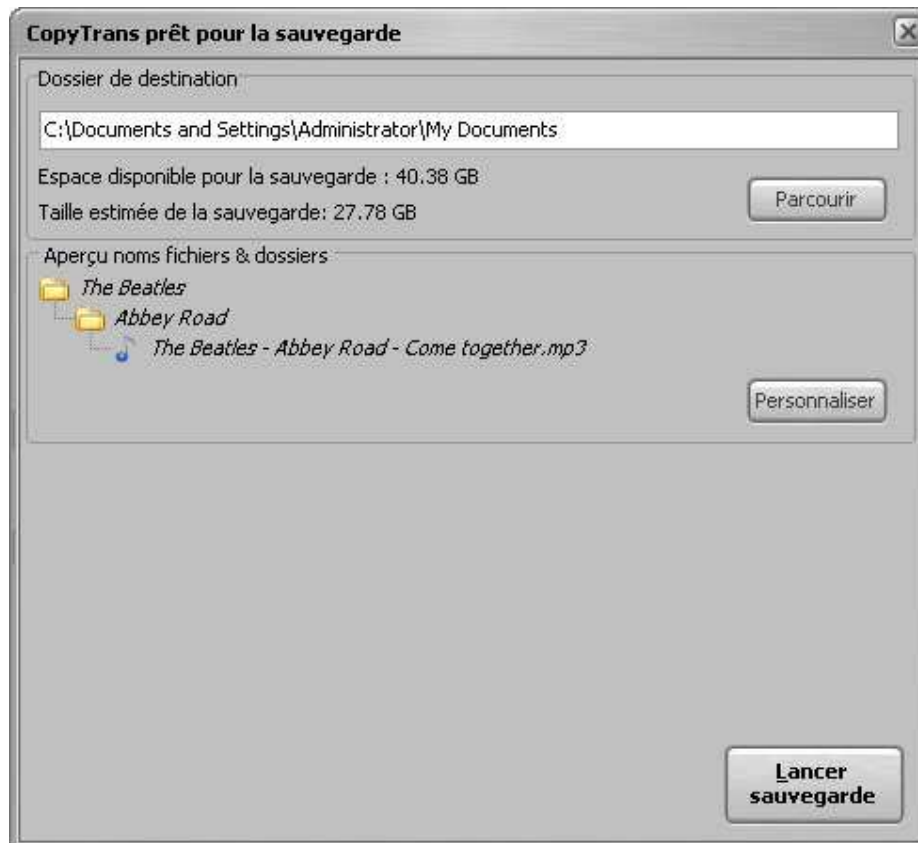 CopyTrans prêt pour la sauvegarde
Dossier de destination
C:\Documents and Settings\Administrator\My Documents
Espace disponible pour la sauvegarde : 40.38 GB
Taille estimée de la sauvegarde: 27.78 GB
Parcourir
Aperçu noms fichiers & dossiers
The Beatles
Abbey Road
The Beatles - Abbey Road - Come together.mp3
Personnaliser
Lancer
sauvegarde